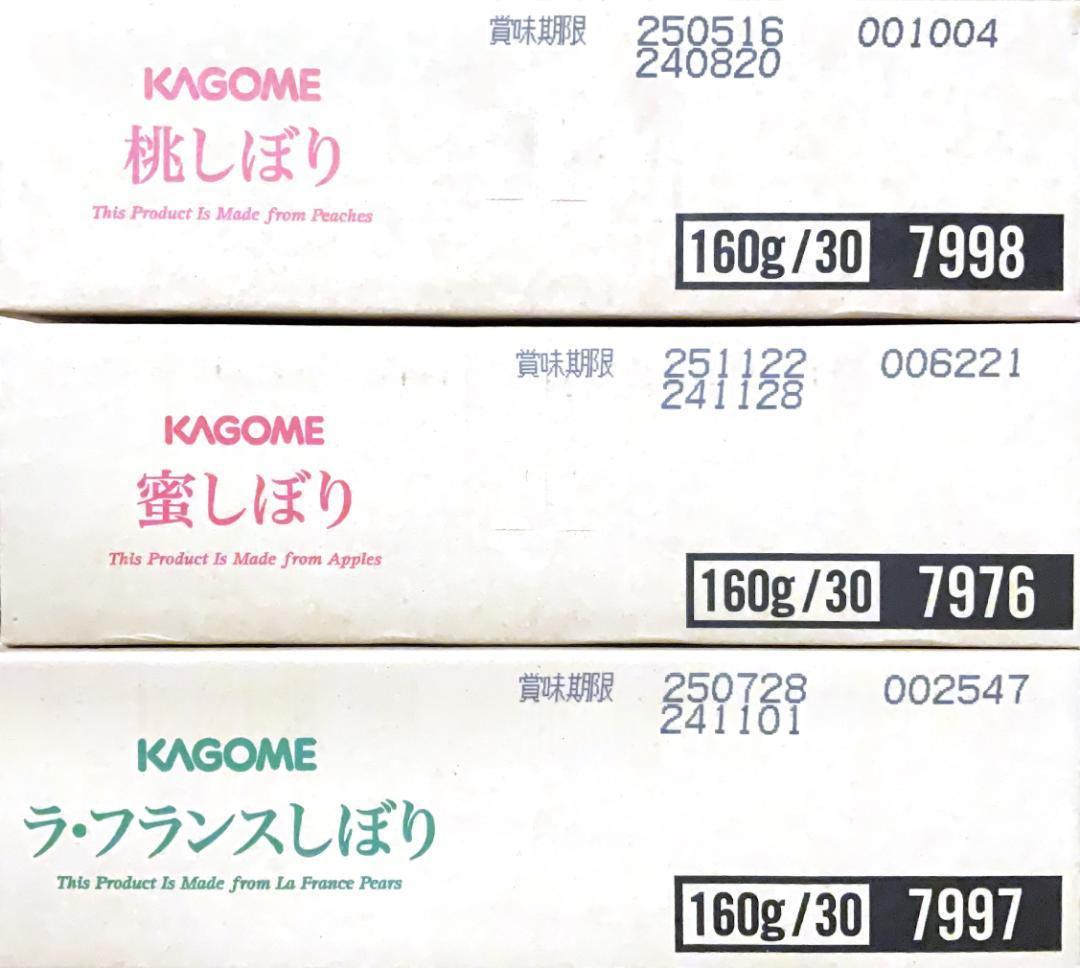 賞味期限 250516 001004
240820
KAGOME
桃しぼり
This Product Is Made from Peaches
160g/30 7998
賞味期限 251122 006221
241128
KAGOME
蜜しぼり
This Product Is Made from Apples
160g/30 7976
賞味期限 250728 002547
241101
KAGOME
ラ・フランスしぼり
This Product Is Made from La France Pears
160g/30 7997